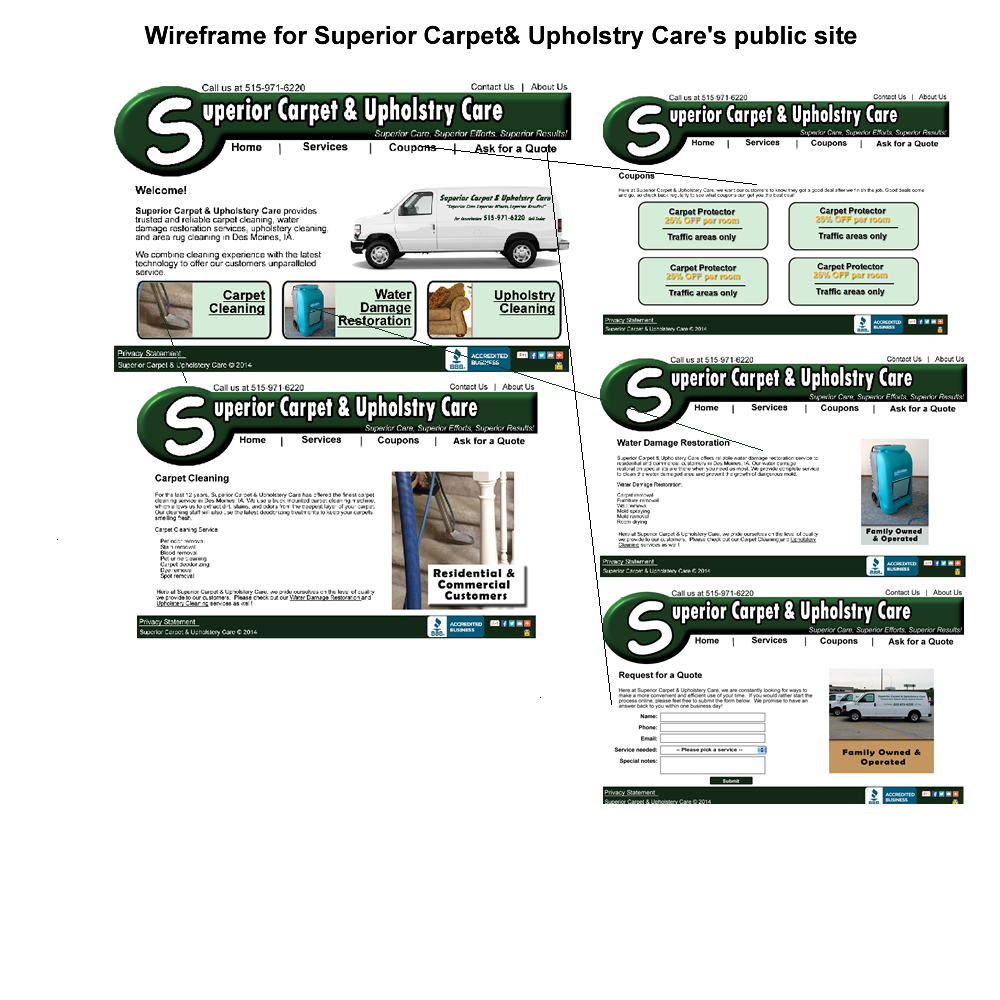 Wireframe for Superior Carpet& Upholstry Care's public site
Call us at 515-971-6220
Contact Us | About Us
Superior Carpet & Upholstry Care
Superior Care, Superior Efforts, Superior Results!
Home | Services | Coupons | Ask for a Quote
Welcome!
Superior Carpet & Upholstery Care provides
trusted and reliable carpet cleaning, water
damage restoration services, upholstery cleaning,
and area rug cleaning in Des Moines, IA.
We combine cleaning experience with the latest
technology to offer our customers unparalleled
service.
Superior Carpet & Upholstry Care
"Superior Care Superior Efforts, Superior Results!"
515-971-6220
Carpet
Cleaning
Water
Damage
Restoration
Upholstry
Cleaning
Privacy Statement
Superior Carpet & Upholstry Care © 2014
BBB.
ACCREDITED
BUSINESS
Call us at 515-971-6220
Contact Us | About Us
Superior Carpet & Upholstry Care
Superior Care, Superior Efforts, Superior Results!
Home | Services | Coupons | Ask for a Quote
Carpet Cleaning
For the last 12 years, Superior Carpet & Upholstery Care has offered the finest carpet
cleaning service in Des Moines, IA. We use a truck mounted carpet cleaning machine,
which allows us to extract dirt, stains, and odors from the deepest layer of your carpet.
Our cleaning staff will also use the latest deodorizing treatments to keep your carpets
smelling fresh.
Carpet Cleaning Service
Pet odor removal
Stain removal
Blood removal
Pet urine cleaning
Carpet deodorizing
Dye removal
Spot removal
Here at Superior Carpet & Upholstery Care, we pride ourselves on the level of quality
we provide to our customers. Please check out our Water Damage Restoration and
Upholstery Cleaning services as well!
Residential &
Commercial
Customers
Privacy Statement
Superior Carpet & Upholstry Care © 2014
BBB.
ACCREDITED
BUSINESS
Call us at 515-971-6220
Contact Us | About Us
Superior Carpet & Upholstry Care
Superior Care, Superior Efforts, Superior Results!
Home | Services | Coupons | Ask for a Quote
Coupons
Here at Superior Carpet & Upholstery Care, we want our customers to know they got a good deal after we finish the job. Good deals come
and go, so check back regularly to see what coupons can get you the best deal!
Carpet Protector
25% OFF per room
Traffic areas only
Carpet Protector
25% OFF per room
Traffic areas only
Carpet Protector
25% OFF per room
Traffic areas only
Carpet Protector
25% OFF per room
Traffic areas only
Privacy Statement
Superior Carpet & Upholstry Care © 2014
BBB.
ACCREDITED
BUSINESS
Call us at 515-971-6220
Contact Us | About Us
Superior Carpet & Upholstry Care
Superior Care, Superior Efforts, Superior Results!
Home | Services | Coupons | Ask for a Quote
Water Damage Restoration
Superior Carpet & Upholstery Care offers reliable water damage restoration service to
residential and commercial customers in Des Moines, IA. Our water damage
restoration specialists are there when you need us most. We provide complete service
to clean the water damaged area and prevent the growth of dangerous mold.
Water Damage Restoration:
Carpet removal
Furniture removal
Wall removal
Mold spraying
Mold removal
Room drying
Here at Superior Carpet & Upholstery Care, we pride ourselves on the level of quality
we provide to our customers. Please check out our Carpet Cleaning and Upholstery
Cleaning services as well!
Family Owned
& Operated
Privacy Statement
Superior Carpet & Upholstry Care © 2014
BBB.
ACCREDITED
BUSINESS
Call us at 515-971-6220
Contact Us | About Us
Superior Carpet & Upholstry Care
Superior Care, Superior Efforts, Superior Results!
Home | Services | Coupons | Ask for a Quote
Request for a Quote
Here at Superior Carpet & Upholstery Care, we are constantly looking for ways to
make a more convenient and efficient use of your time. If you would rather start the
process online, please feel free to submit the form below. We promise to have an
answer back to you within one business day!
Name:
Phone:
Email:
Service needed: -- Please pick a service --
Special notes:
Submit
Family Owned &
Operated
Privacy Statement
Superior Carpet & Upholstry Care © 2014
BBB.
ACCREDITED
BUSINESS